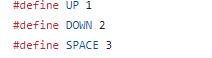 #define UP 1
#define DOWN 2
#define SPACE 3